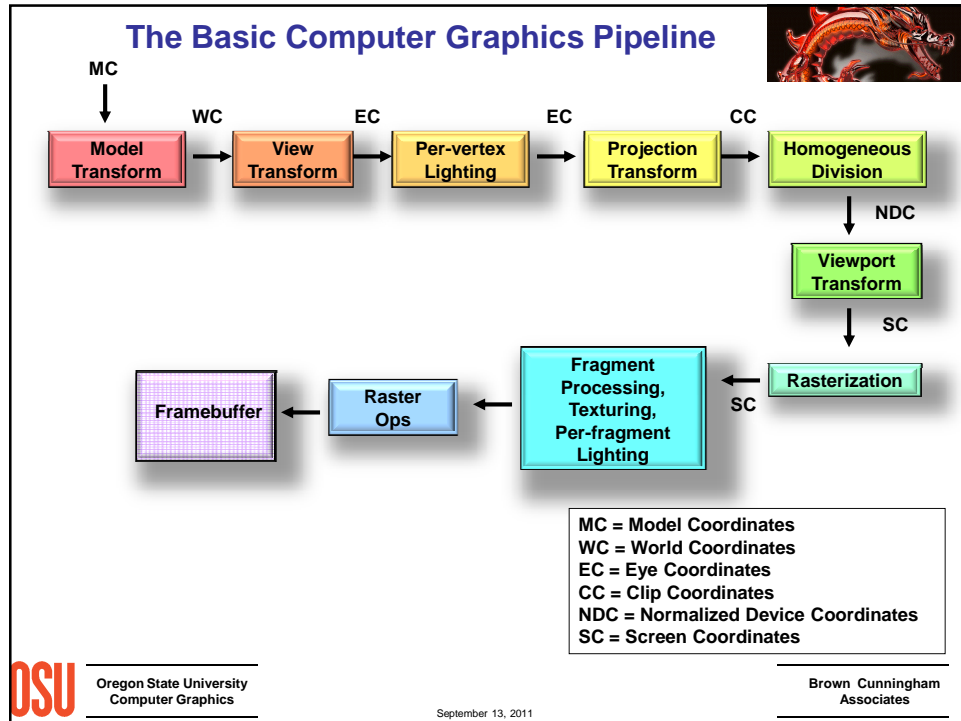 The Basic Computer Graphics Pipeline
MC
WC
EC
EC
CC
Model
Transform
View
Transform
Per-vertex
Lighting
Projection
Transform
Homogeneous
Division
NDC
Viewport
Transform
SC
Rasterization
SC
Fragment
Processing,
Texturing,
Per-fragment
Lighting
Raster
Ops
Framebuffer
MC = Model Coordinates
WC = World Coordinates
EC = Eye Coordinates
CC = Clip Coordinates
NDC = Normalized Device Coordinates
SC = Screen Coordinates
OSU
Oregon State University
Computer Graphics
September 13, 2011
Brown Cunningham
Associates